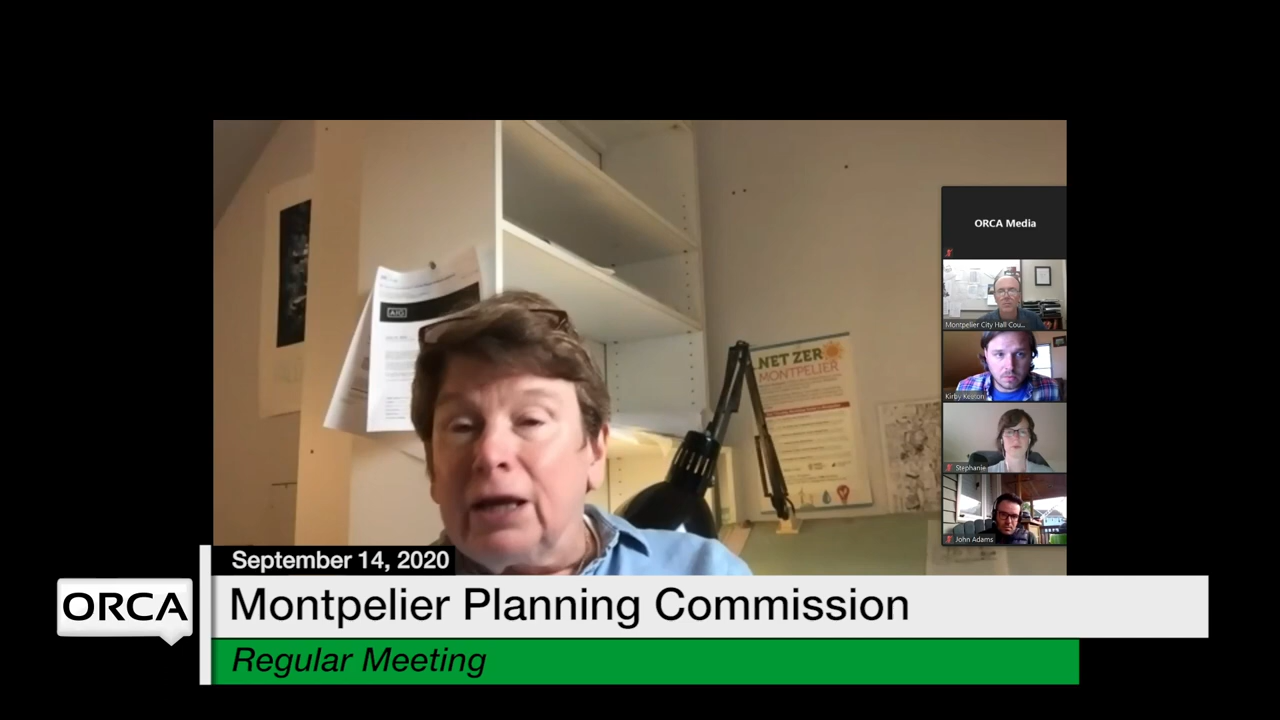 ORCA Media
Montpelier City Hall Cou...
Kirby Keeton
Stephanie
John Adams
AIG
NET ZERO
MONTPELIER
September 14, 2020
ORCA
Montpelier Planning Commission
Regular Meeting